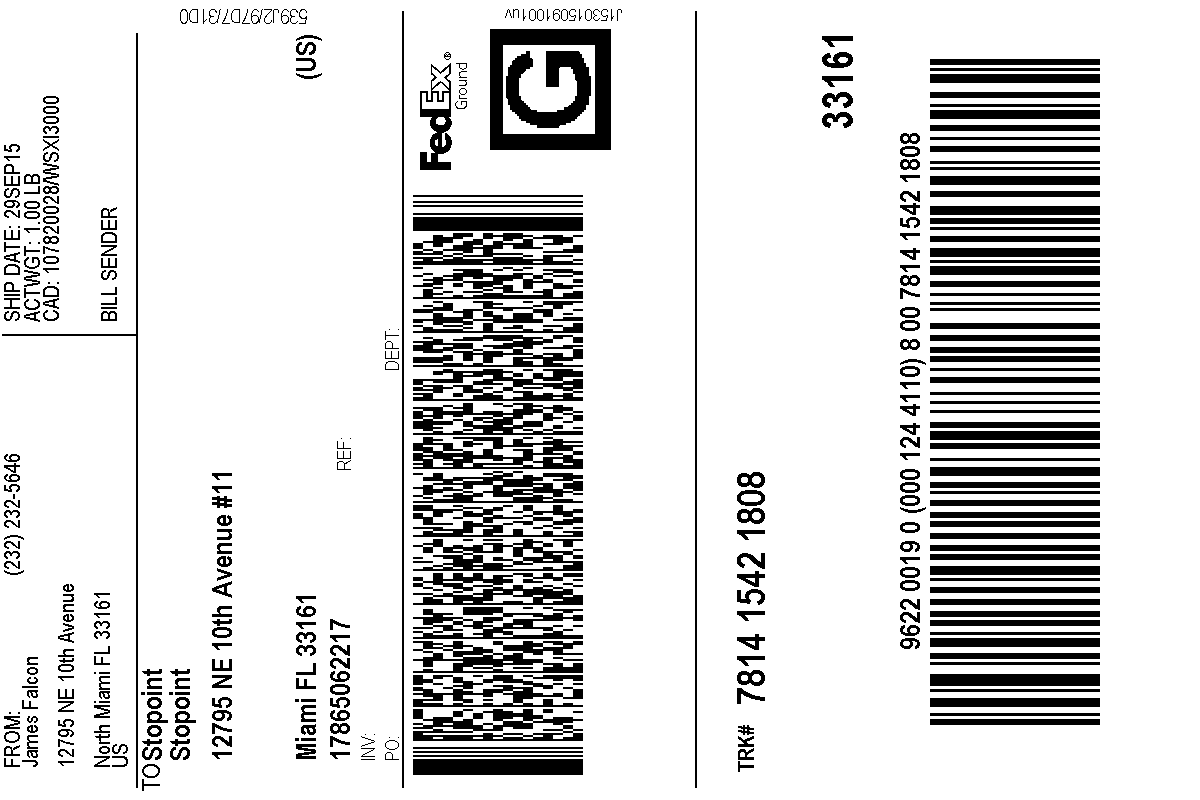 FROM: (232) 232-5646
James Falcon
12795 NE 10th Avenue
North Miami FL 33161
US
SHIP DATE: 29SEP15
ACTWGT: 1.00 LB
CAD: 107820028/WSXI3000
BILL SENDER
TO Stopoint
Stopoint
12795 NE 10th Avenue #11
Miami FL 33161 (US)
17865062217
REF:
INV:
PO: DEPT:
539J2/97D7/31D0
FedEx®
Ground
G
J153015091001uv
TRK# 7814 1542 1808
33161
9622 0019 0 (000 124 4110) 8 00 7814 1542 1808